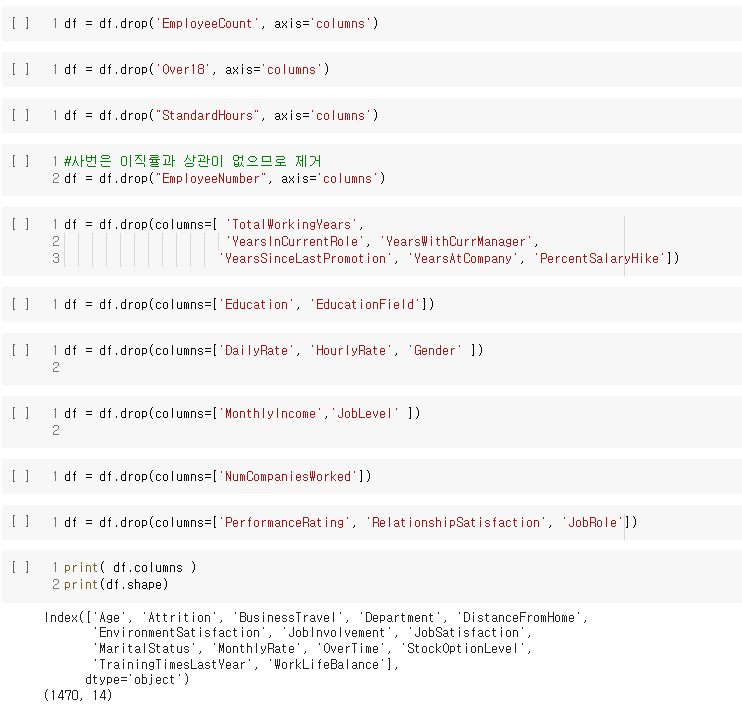 [ ] 1 df = df.drop('EmployeeCount', axis='columns')
[ ] 1 df = df.drop('Over18', axis='columns')
[ ] 1 df = df.drop("StandardHours", axis='columns')
[ ] 1 #사번은 이직률과 상관이 없으므로 제거
2 df = df.drop("EmployeeNumber", axis='columns')
[ ] 1 df = df.drop(columns=[ 'TotalWorkingYears',
2 'YearsInCurrentRole', 'YearsWithCurrManager',
3 'YearsSinceLastPromotion', 'YearsAtCompany', 'PercentSalaryHike'])
[ ] 1 df = df.drop(columns=['Education', 'EducationField'])
[ ] 1 df = df.drop(columns=['DailyRate', 'HourlyRate', 'Gender' ])
2
[ ] 1 df = df.drop(columns=['MonthlyIncome','JobLevel' ])
2
[ ] 1 df = df.drop(columns=['NumCompaniesWorked'])
[ ] 1 df = df.drop(columns=['PerformanceRating', 'RelationshipSatisfaction', 'JobRole'])
[ ] 1 print( df.columns )
2 print(df.shape)
Index(['Age', 'Attrition', 'BusinessTravel', 'Department', 'DistanceFromHome',
'EnvironmentSatisfaction', 'JobInvolvement', 'JobSatisfaction',
'MaritalStatus', 'MonthlyRate', 'OverTime', 'StockOptionLevel',
'TrainingTimesLastYear', 'WorkLifeBalance'],
dtype='object')
(1470, 14)